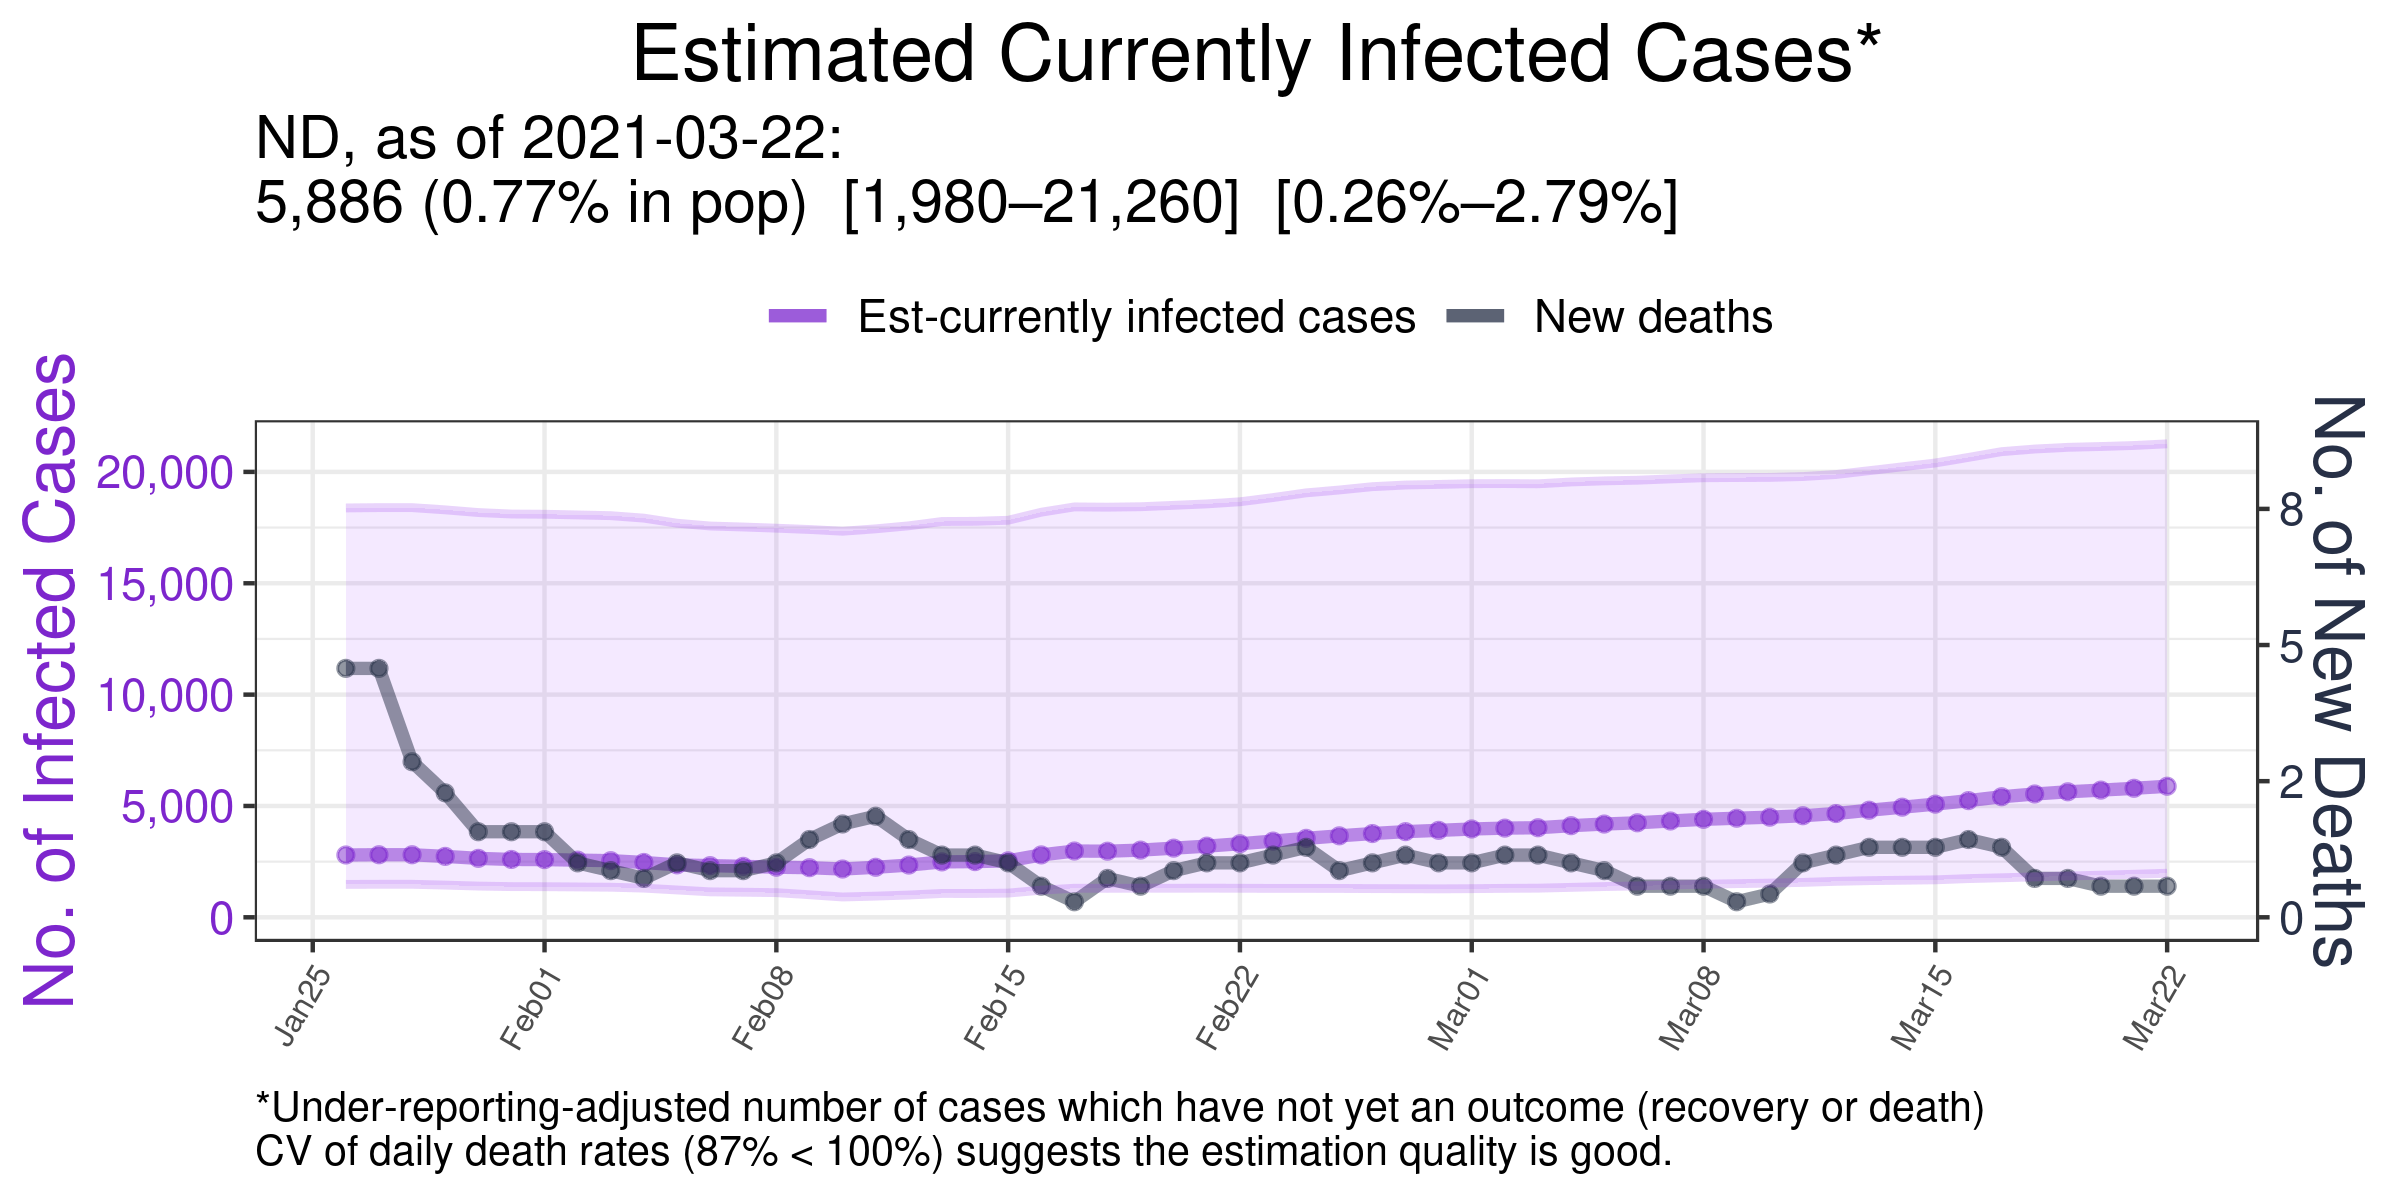 Estimated Currently Infected Cases*
ND, as of 2021-03-22:
5,886 (0.77% in pop)  [1,980–21,260]  [0.26%–2.79%]
Est-currently infected cases
New deaths
No. of Infected Cases
20,000
15,000
10,000
5,000
0
No. of New Deaths
8
5
2
0
Jan25
Feb01
Feb08
Feb15
Feb22
Mar01
Mar08
Mar15
Mar22
*Under-reporting-adjusted number of cases which have not yet an outcome (recovery or death)
CV of daily death rates (87% < 100%) suggests the estimation quality is good.